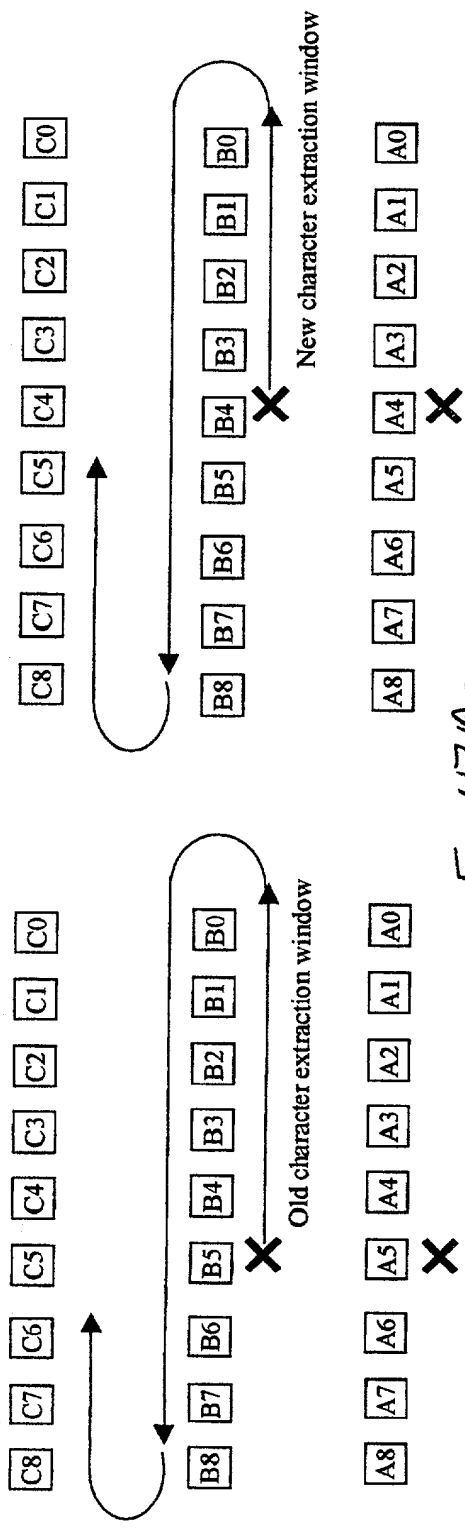 C8 C7 C6 C5 C4 C3 C2 C1 C0
B8 B7 B6 B5 B4 B3 B2 B1 B0
Old character extraction window
A8 A7 A6 A5 A4 A3 A2 A1 A0
C8 C7 C6 C5 C4 C3 C2 C1 C0
B8 B7 B6 B5 B4 B3 B2 B1 B0
New character extraction window
A8 A7 A6 A5 A4 A3 A2 A1 A0